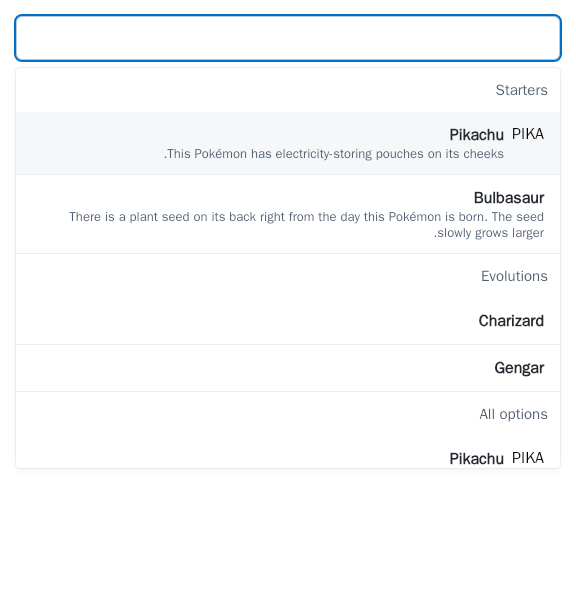 Starters
PIKA Pikachu
.This Pokémon has electricity-storing pouches on its cheeks
Bulbasaur
There is a plant seed on its back right from the day this Pokémon is born. The seed
.slowly grows larger
Evolutions
Charizard
Gengar
All options
PIKA Pikachu